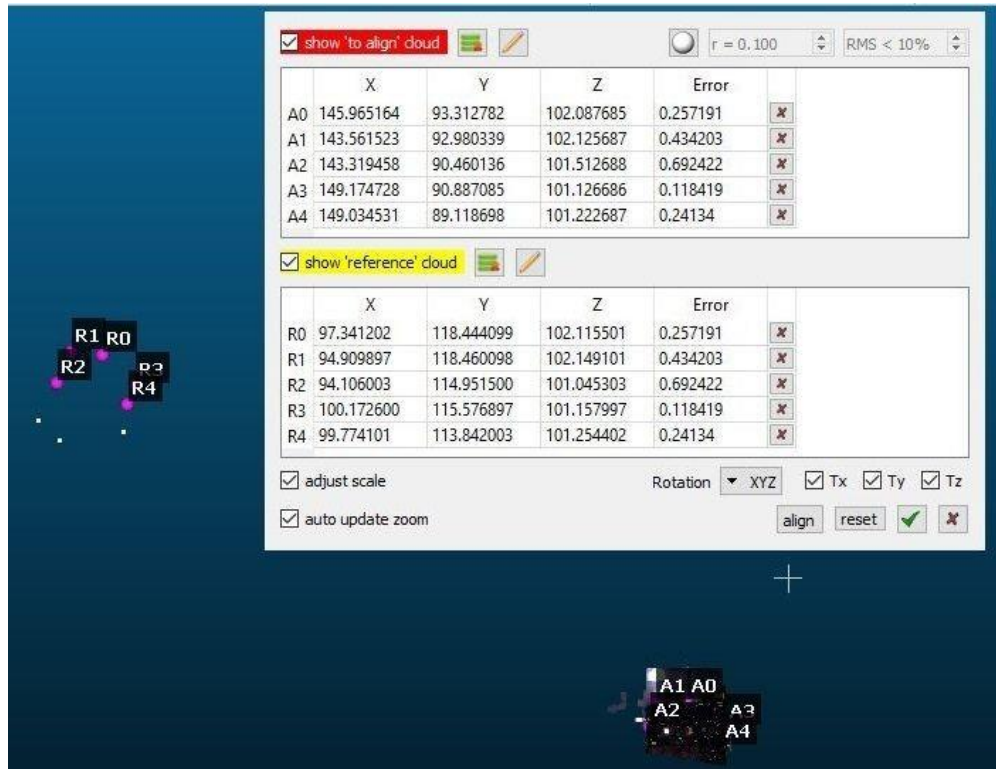 show 'to align' cloud r = 0.100 RMS < 10%
X Y Z Error
A0 145.965164 93.312782 102.087685 0.257191
A1 143.561523 92.980339 102.125687 0.434203
A2 143.319458 90.460136 101.512688 0.692422
A3 149.174728 90.887085 101.126686 0.118419
A4 149.034531 89.118698 101.222687 0.24134
show 'reference' cloud
X Y Z Error
R0 97.341202 118.444099 102.115501 0.257191
R1 94.909897 118.460098 102.149101 0.434203
R2 94.106003 114.951500 101.045303 0.692422
R3 100.172600 115.576897 101.157997 0.118419
R4 99.774101 113.842003 101.254402 0.24134
adjust scale Rotation XYZ Tx Ty Tz
auto update zoom align reset
R1 R0
R2 R3
R4
A1 A0
A2 A3
A4